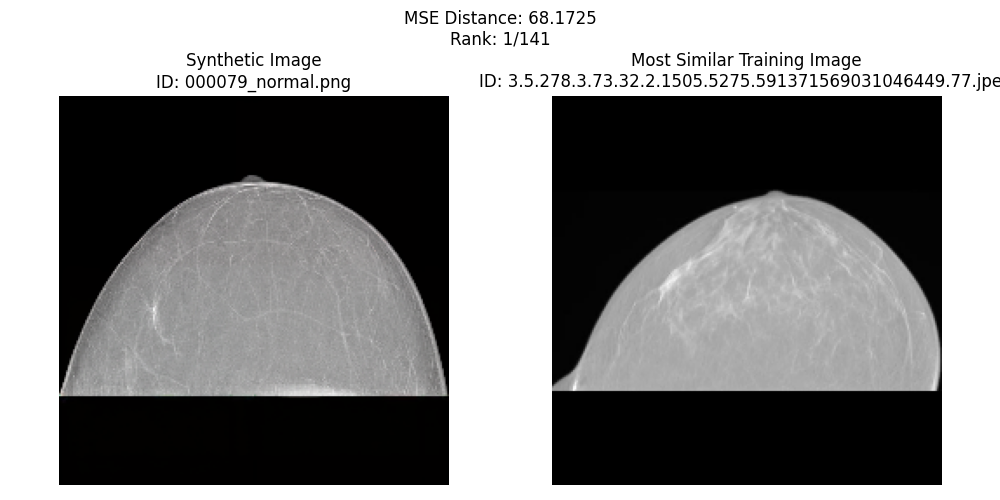 MSE Distance: 68.1725
Rank: 1/141
Synthetic Image
ID: 000079_normal.png
Most Similar Training Image
ID: 3.5.278.3.73.32.2.1505.5275.591371569031046449.77.jpe